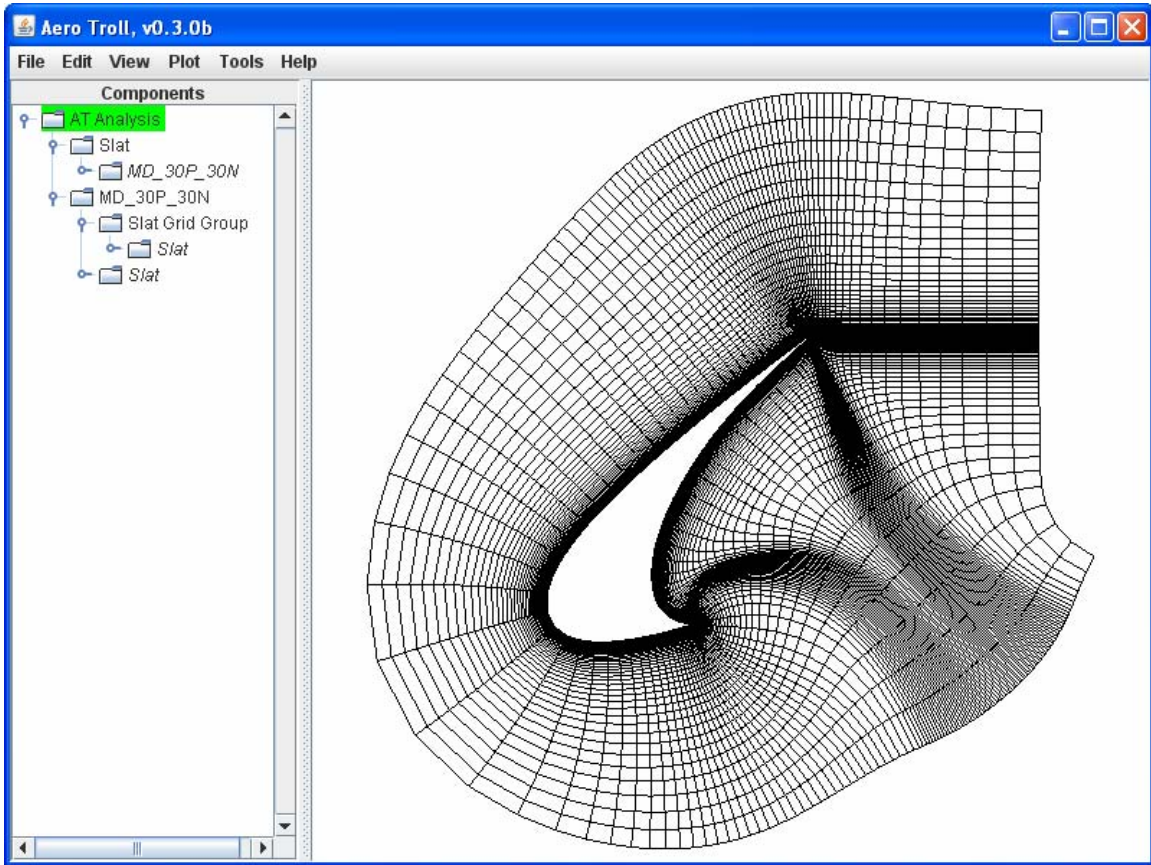 Aero Troll, v0.3.0b
File Edit View Plot Tools Help
Components
AT Analysis
Slat
MD_30P_30N
MD_30P_30N
Slat Grid Group
Slat
Slat